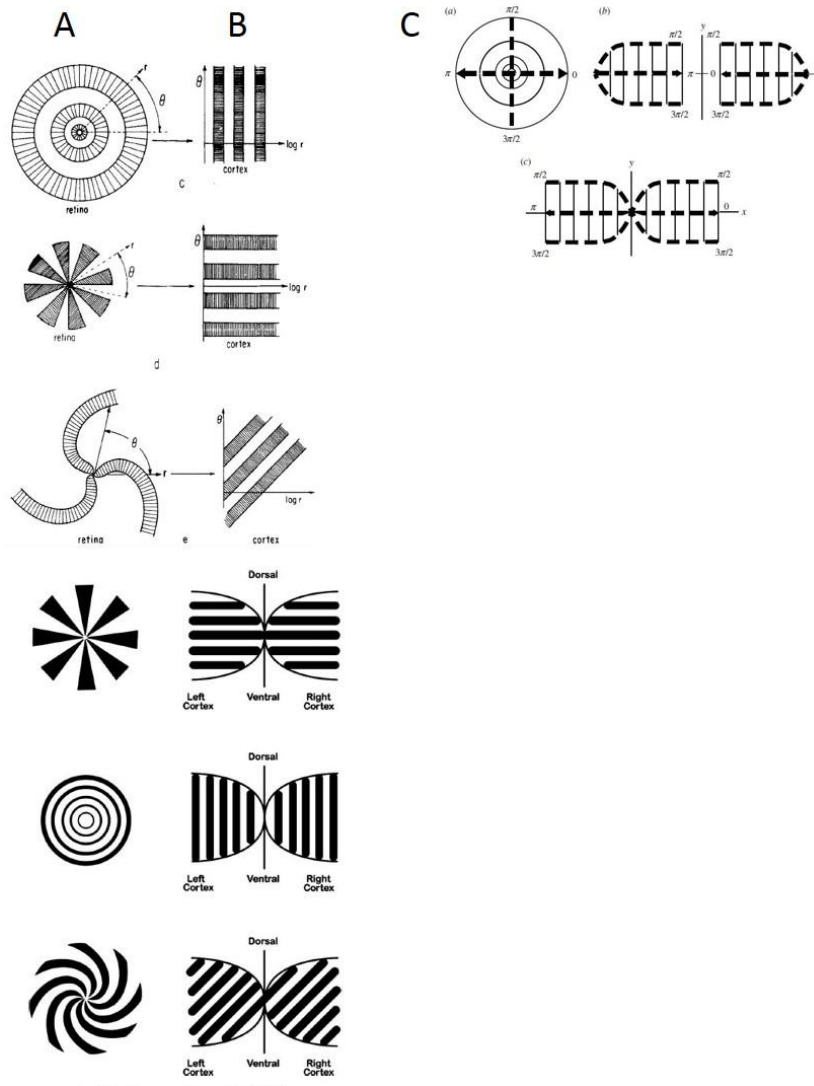 A
B
C
r
θ
retina
c
θ
log r
cortex
r
θ
retina
d
θ
log r
cortex
θ
r
retina
e
θ
log r
cortex
Dorsal
Left
Cortex
Ventral
Right
Cortex
Dorsal
Left
Cortex
Ventral
Right
Cortex
Dorsal
Left
Cortex
Ventral
Right
Cortex
(a)
π/2
π
0
3π/2
(b)
π/2
π
3π/2
y
π/2
0
3π/2
(c)
y
π/2
π/2
π
0
x
3π/2
3π/2